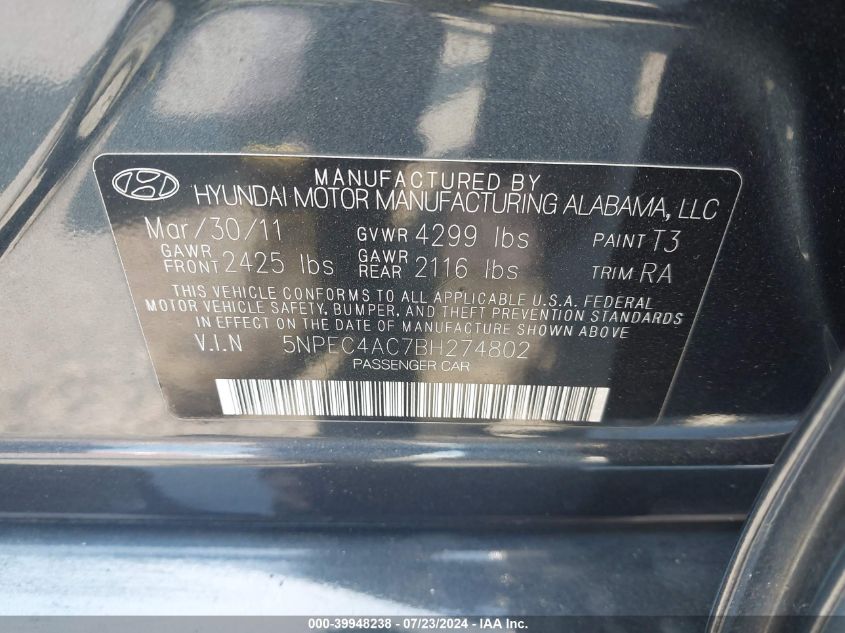 MANUFACTURED BY
HYUNDAI MOTOR MANUFACTURING ALABAMA, LLC
Mar/30/11 GVWR 4299 lbs PAINT T3
GAWR FRONT 2425 lbs GAWR REAR 2116 lbs TRIM RA
THIS VEHICLE CONFORMS TO ALL APPLICABLE U.S.A. FEDERAL
MOTOR VEHICLE SAFETY, BUMPER, AND THEFT PREVENTION STANDARDS
IN EFFECT ON THE DATE OF MANUFACTURE SHOWN ABOVE
V.I.N 5NPEC4AC7BH274802
PASSENGER CAR
000-39948238 - 07/23/2024 - IAA Inc.